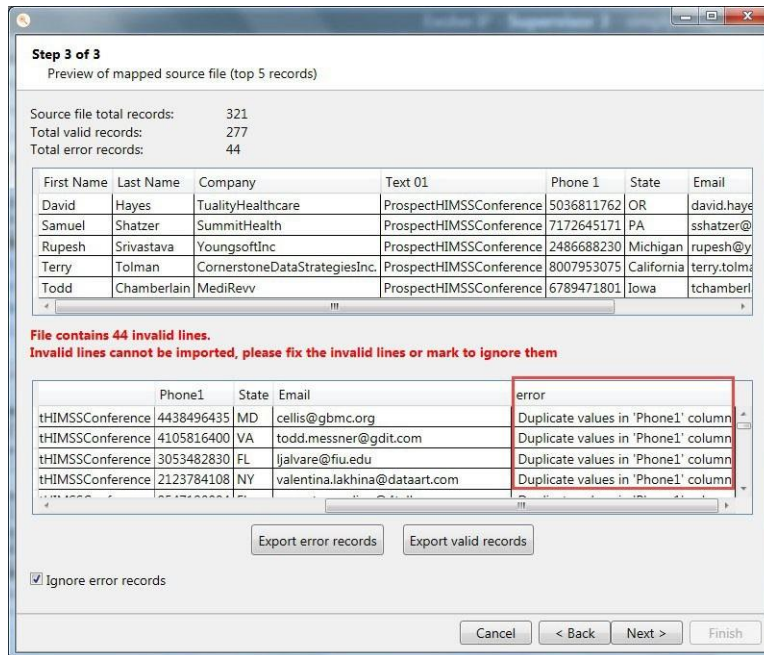 Step 3 of 3
Preview of mapped source file (top 5 records)
Source file total records: 321
Total valid records: 277
Total error records: 44
First Name Last Name Company Text 01 Phone 1 State Email
David Hayes TualityHealthcare ProspectHIMSSConference 5036811762 OR david.haye
Samuel Shatzer SummitHealth ProspectHIMSSConference 7172645171 PA sshatzer@
Rupesh Srivastava YoungsoftInc ProspectHIMSSConference 2486688230 Michigan rupesh@y
Terry Tolman CornerstoneDataStrategiesInc. ProspectHIMSSConference 8007953075 California terry.tolma
Todd Chamberlain MediRevv ProspectHIMSSConference 6789471801 Iowa tchamberl
File contains 44 invalid lines.
Invalid lines cannot be imported, please fix the invalid lines or mark to ignore them
Phone1 State Email error
tHIMSSConference 4438496435 MD cellis@gbmc.org Duplicate values in 'Phone1' column
tHIMSSConference 4105816400 VA todd.messner@gdit.com Duplicate values in 'Phone1' column
tHIMSSConference 3053482830 FL ljalvare@fiu.edu Duplicate values in 'Phone1' column
tHIMSSConference 2123784108 NY valentina.lakhina@dataart.com Duplicate values in 'Phone1' column
Export error records Export valid records
Ignore error records
Cancel < Back Next > Finish